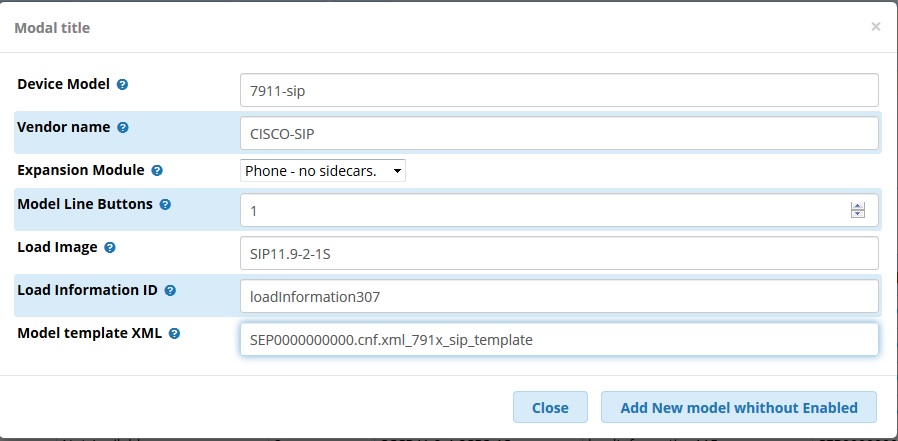 Modal title ×
Device Model ? 7911-sip
Vendor name ? CISCO-SIP
Expansion Module ? Phone - no sidecars.
Model Line Buttons ? 1
Load Image ? SIP11.9-2-1S
Load Information ID ? loadInformation307
Model template XML ? SEP0000000000.cnf.xml_791x_sip_template
Close Add New model whithout Enabled